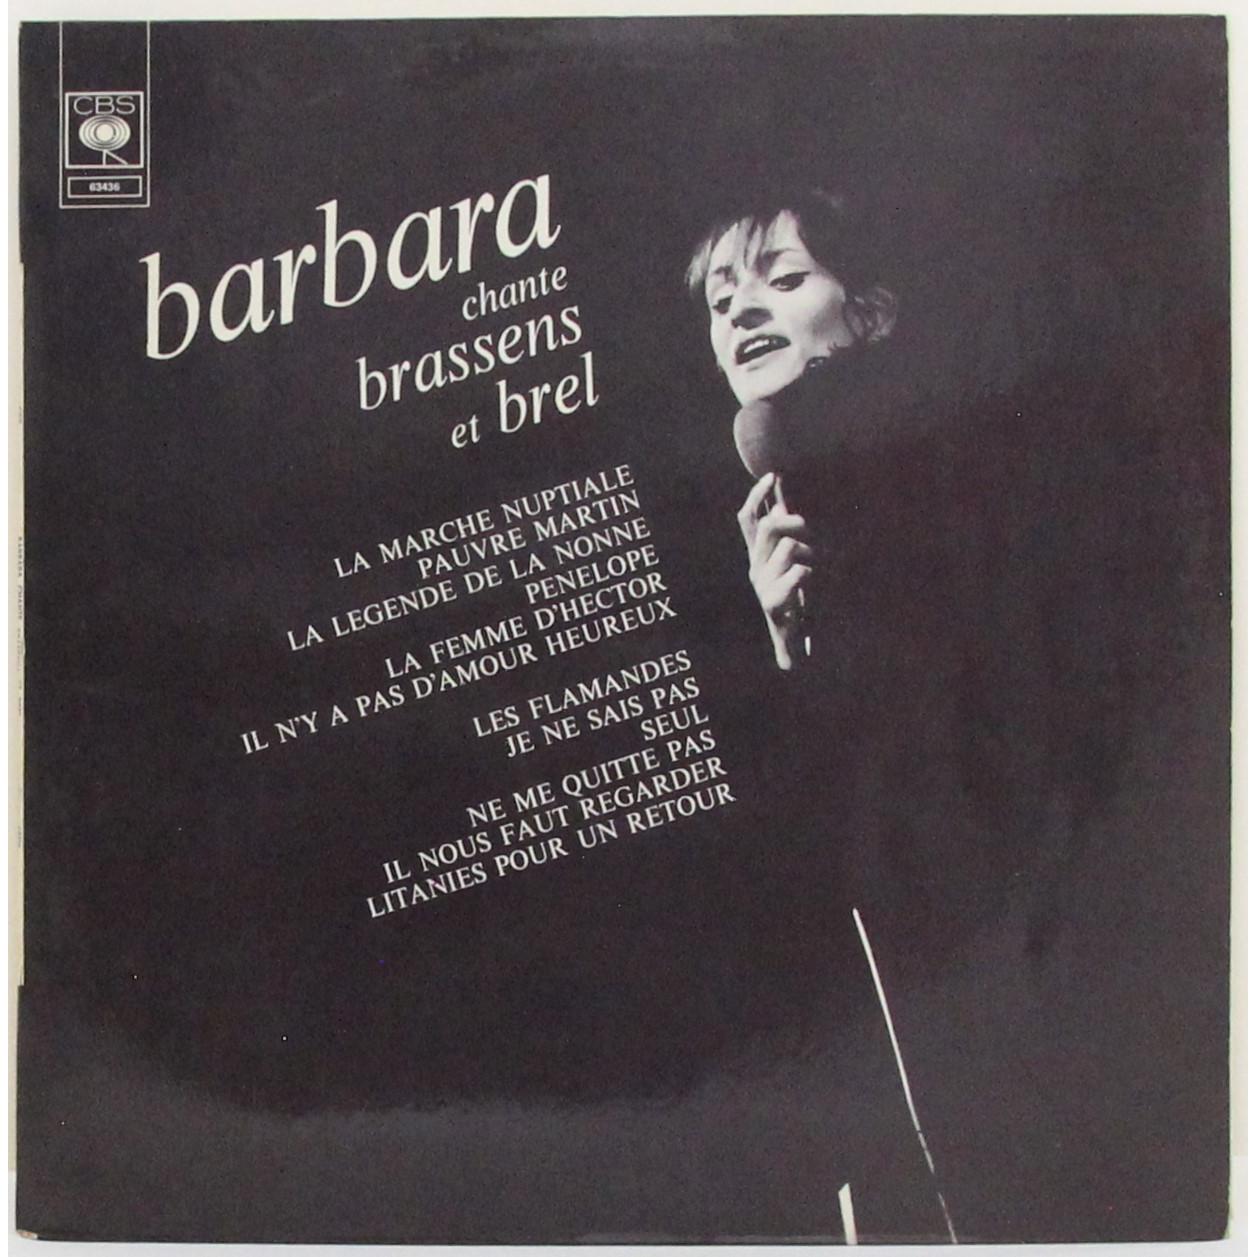 CBS
63436
barbara
chante
brassens
et brel
LA MARCHE NUPTIALE
PAUVRE MARTIN
LA LEGENDE DE LA NONNE
PENELOPE
LA FEMME D'HECTOR
IL N'Y A PAS D'AMOUR HEUREUX
LES FLAMANDES
JE NE SAIS PAS
SEUL
NE ME QUITTE PAS
IL NOUS FAUT REGARDER
LITANIES POUR UN RETOUR